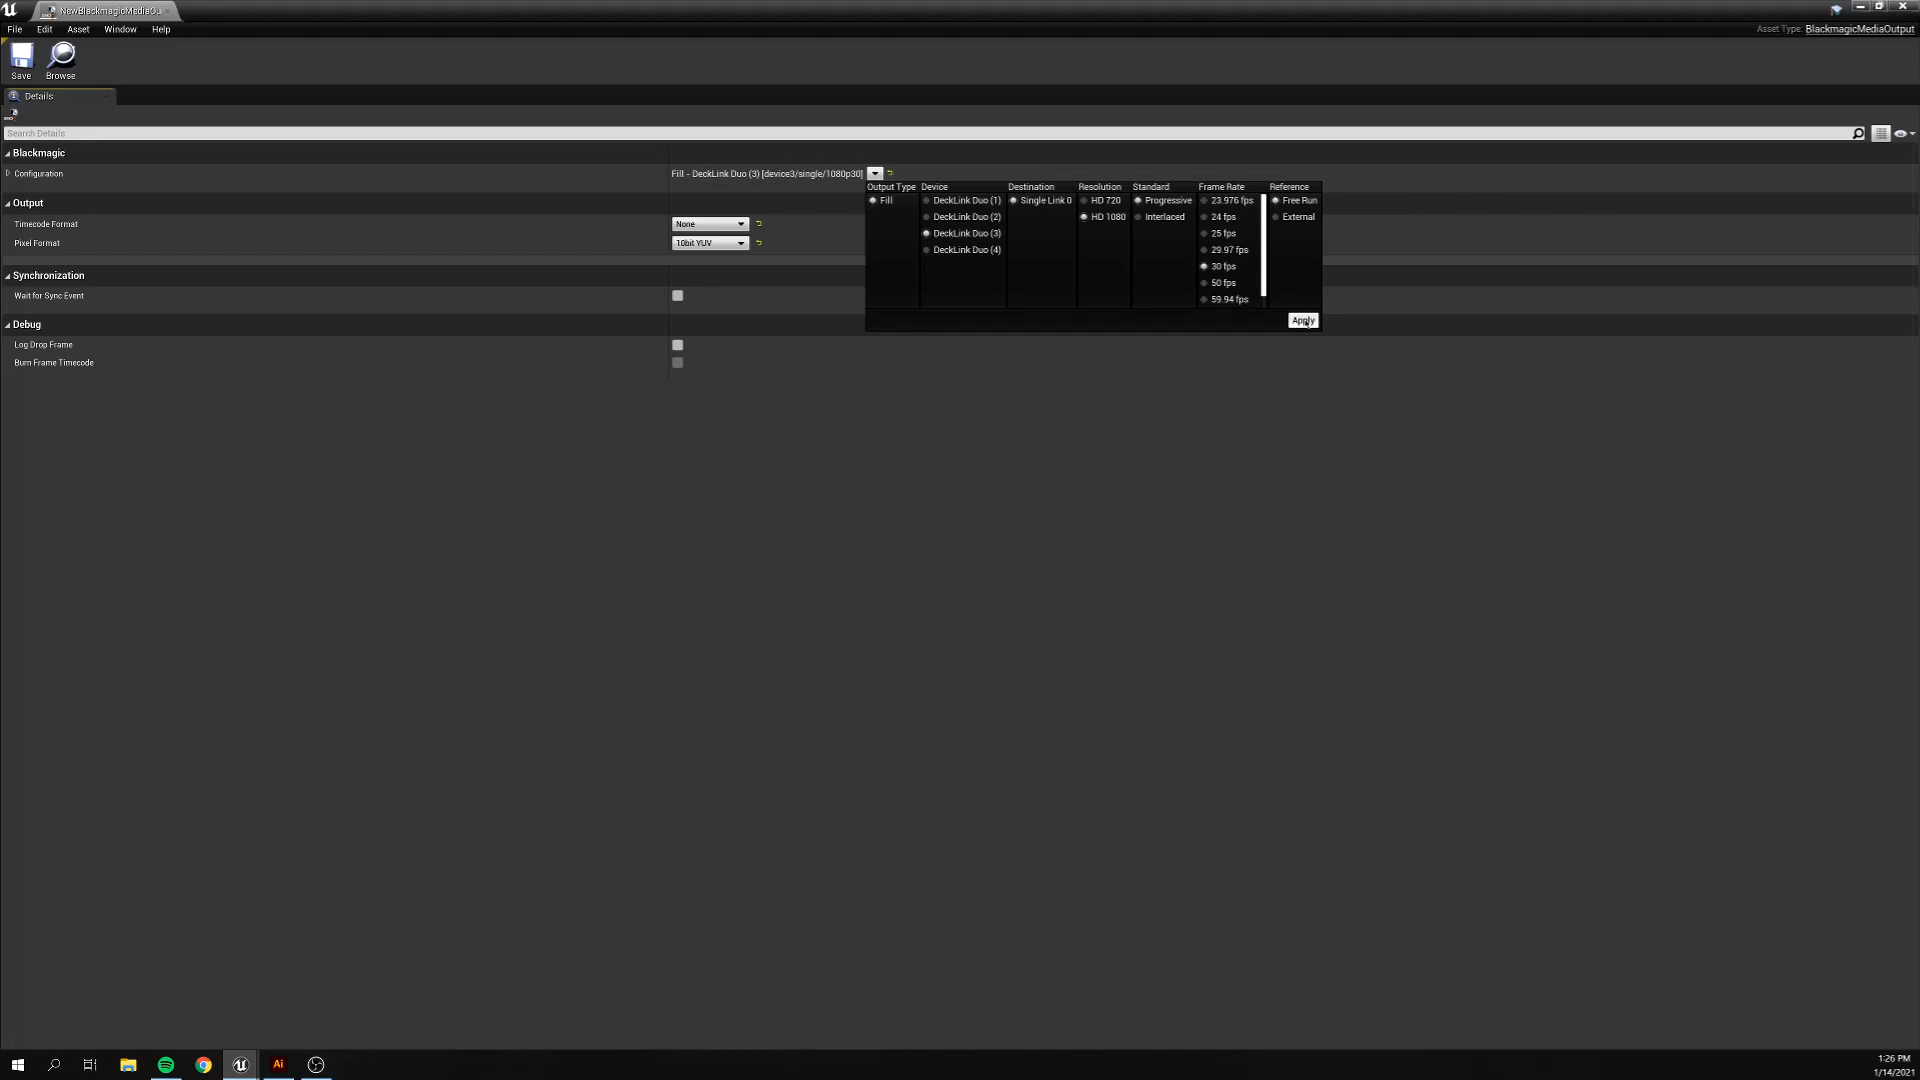 NewBlackmagicMediaOu
File Edit Asset Window Help
Asset Type: BlackmagicMediaOutput
Save Browse
Details
Search Details
Blackmagic
Configuration Fill - DeckLink Duo (3) [device3/single/1080p30]
Output Type Device Destination Resolution Standard Frame Rate Reference
Fill DeckLink Duo (1) Single Link 0 HD 720 Progressive 23.976 fps Free Run
DeckLink Duo (2) HD 1080 Interlaced 24 fps External
DeckLink Duo (3) 25 fps
DeckLink Duo (4) 29.97 fps
30 fps
50 fps
59.94 fps
Apply
Output
Timecode Format None
Pixel Format 10bit YUV
Synchronization
Wait for Sync Event
Debug
Log Drop Frame
Burn Frame Timecode
Ai
1:26 PM
1/14/2021